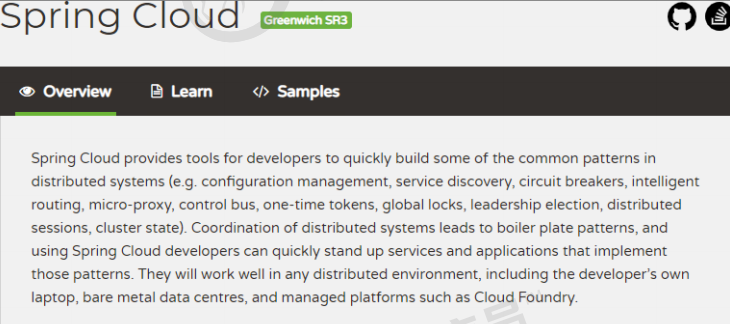 Spring Cloud Greenwich SR3
Overview Learn Samples
Spring Cloud provides tools for developers to quickly build some of the common patterns in
distributed systems (e.g. configuration management, service discovery, circuit breakers, intelligent
routing, micro-proxy, control bus, one-time tokens, global locks, leadership election, distributed
sessions, cluster state). Coordination of distributed systems leads to boiler plate patterns, and
using Spring Cloud developers can quickly stand up services and applications that implement
those patterns. They will work well in any distributed environment, including the developer's own
laptop, bare metal data centres, and managed platforms such as Cloud Foundry.